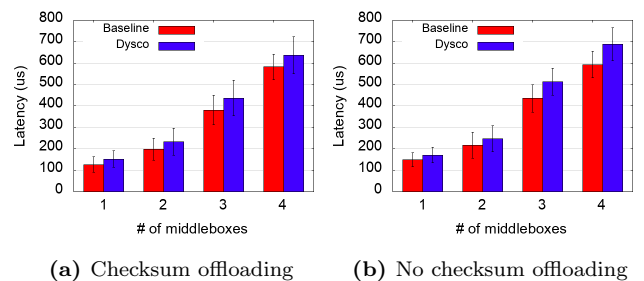 800
700
600
500
400
300
200
100
0
Latency (us)
Baseline
Dysco
1 2 3 4
# of middleboxes
(a) Checksum offloading
800
700
600
500
400
300
200
100
0
Latency (us)
Baseline
Dysco
1 2 3 4
# of middleboxes
(b) No checksum offloading